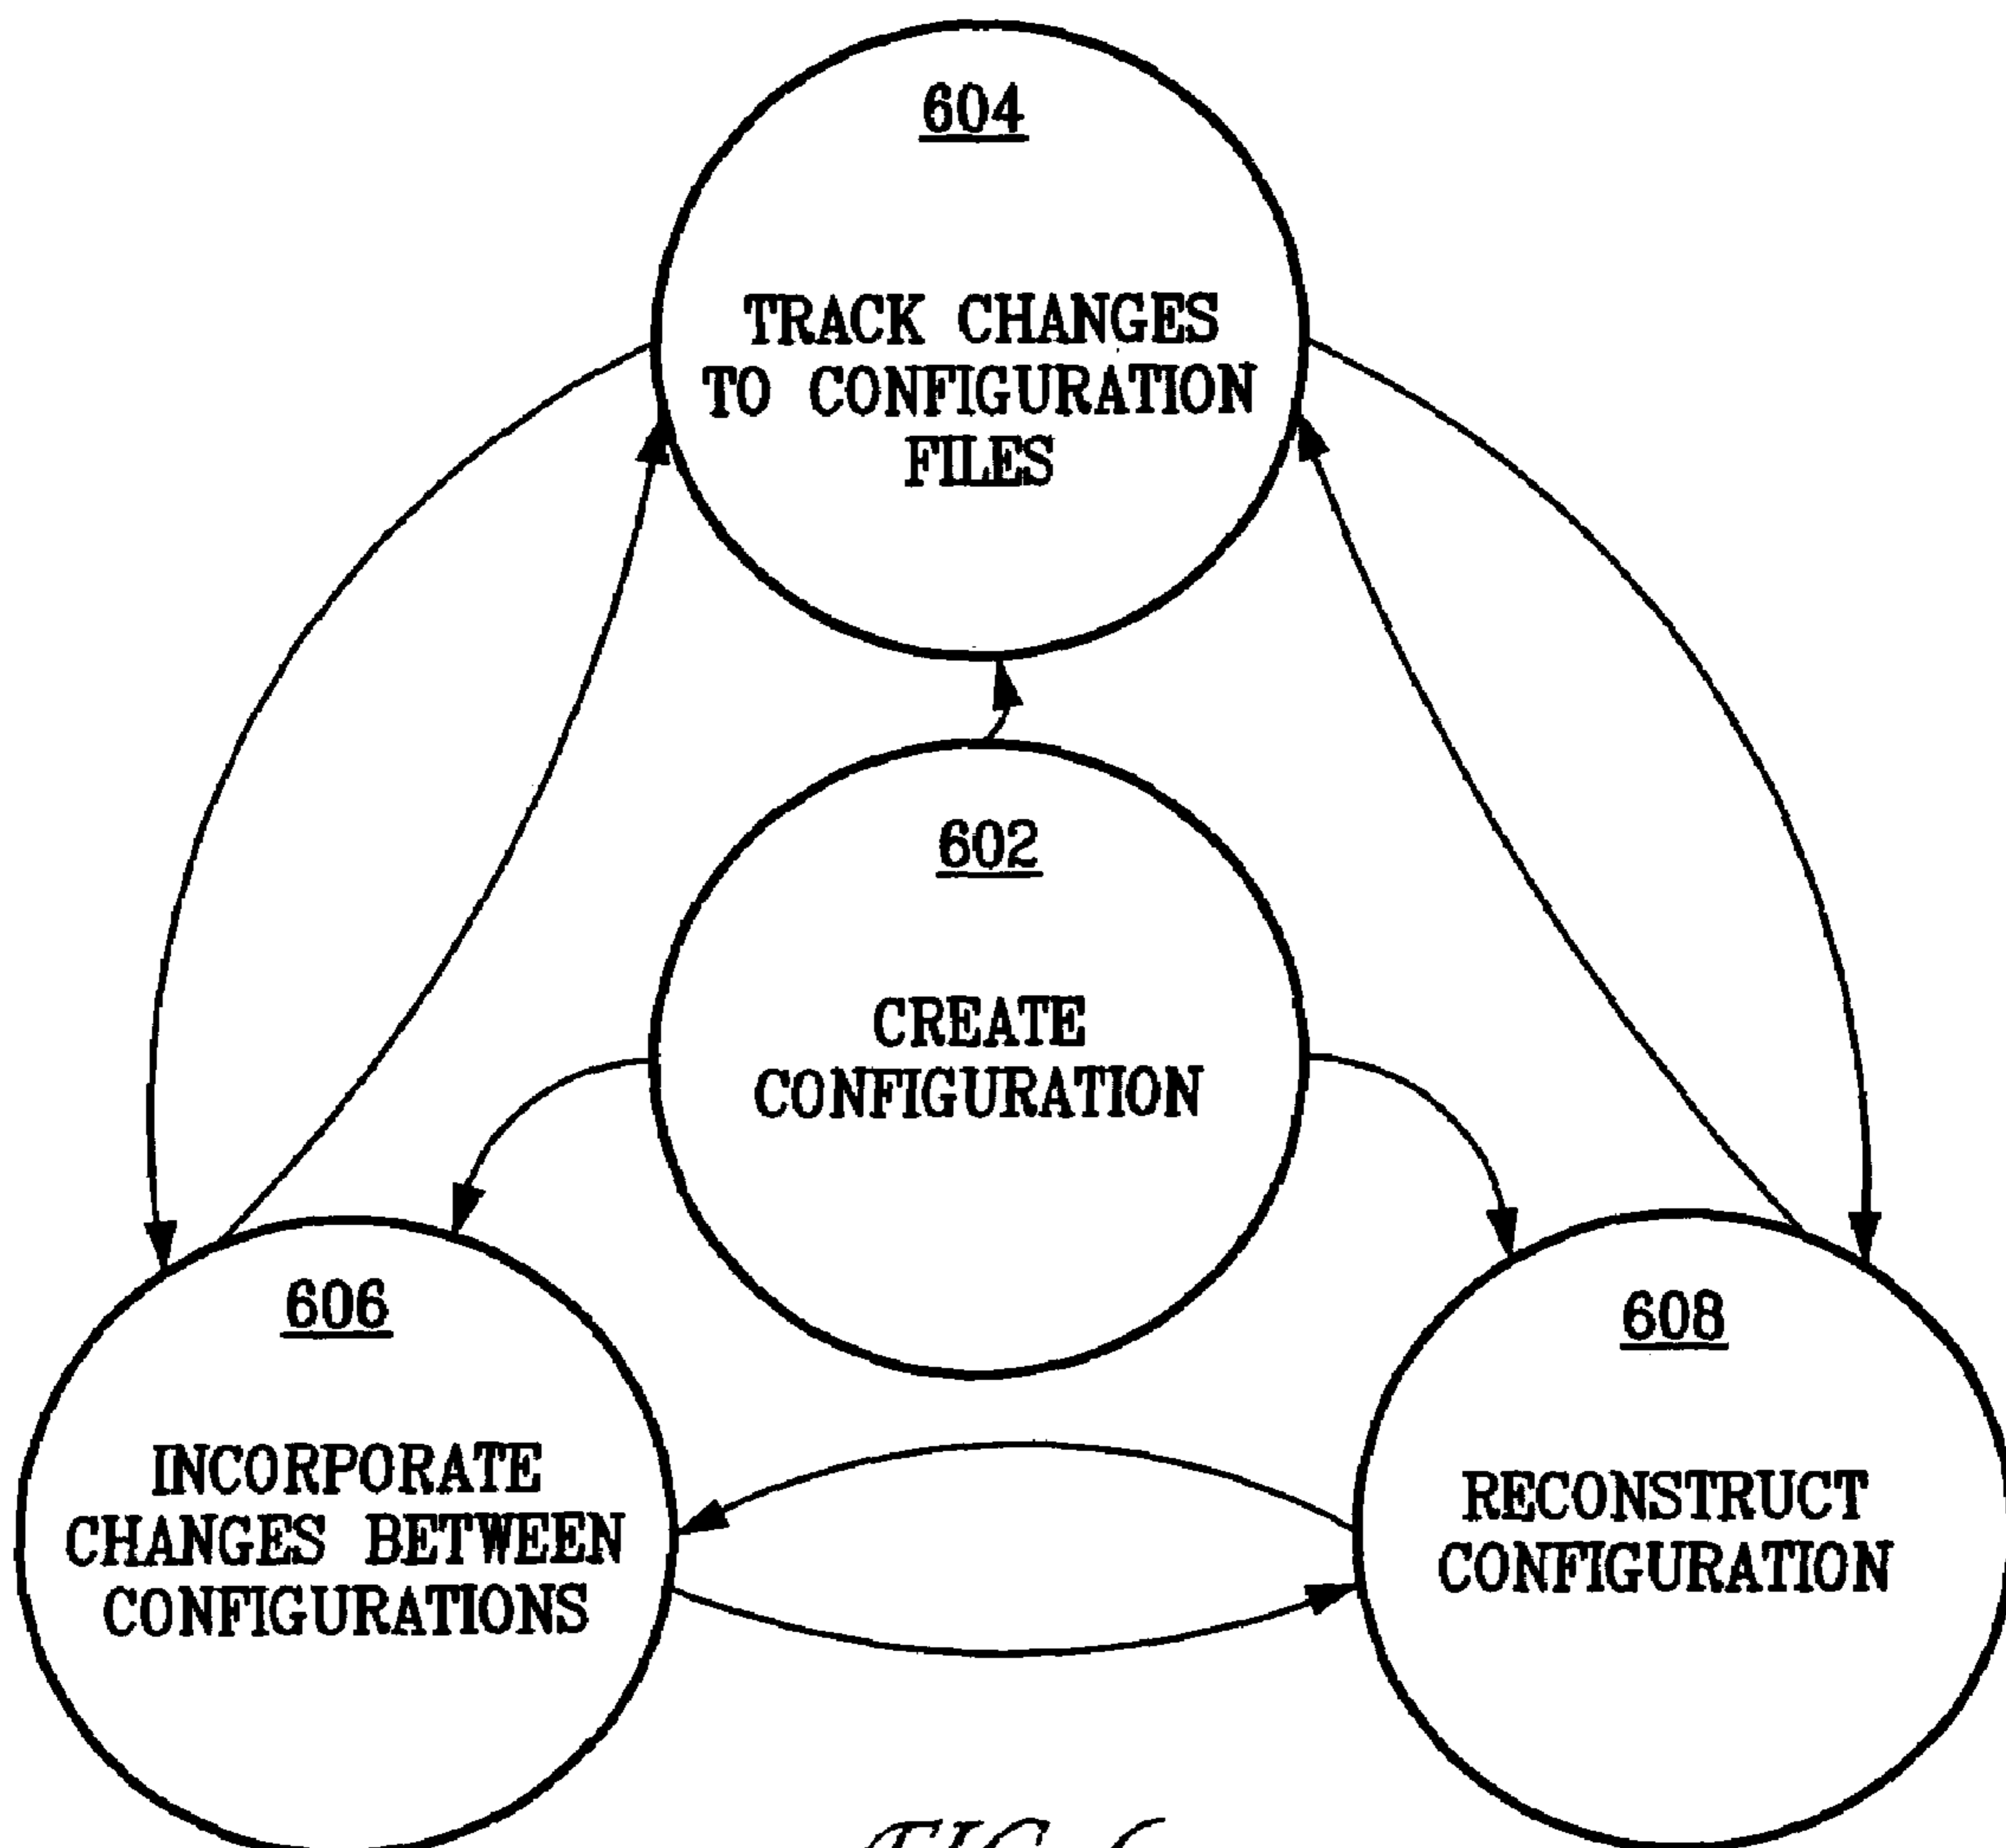 604
TRACK CHANGES
TO CONFIGURATION
FILES
602
CREATE
CONFIGURATION
606
INCORPORATE
CHANGES BETWEEN
CONFIGURATIONS
608
RECONSTRUCT
CONFIGURATION